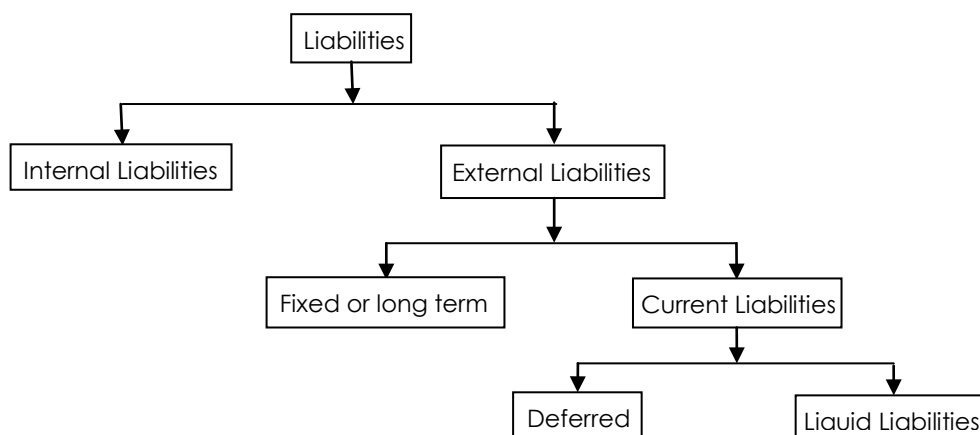 Liabilities
Internal Liabilities
External Liabilities
Fixed or long term
Current Liabilities
Deferred
Liquid Liabilities